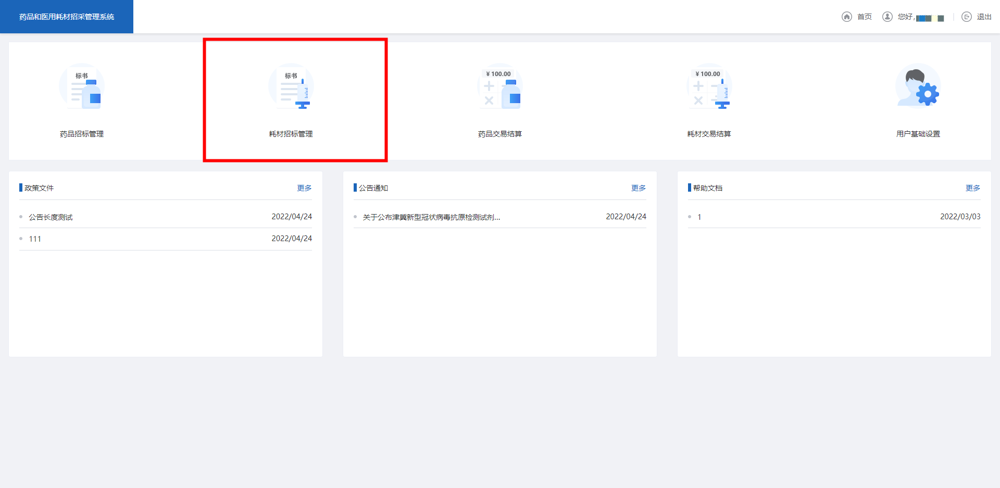 药品和医用耗材招采管理系统
首页
您好,
退出
标书
标书
¥ 100.00
¥ 100.00
药品招标管理
耗材招标管理
药品交易结算
耗材交易结算
用户基础设置
政策文件
更多
公告长度测试
2022/04/24
111
2022/04/24
公告通知
更多
关于公布津冀新型冠状病毒抗原检测试剂...
2022/04/24
帮助文档
更多
1
2022/03/03